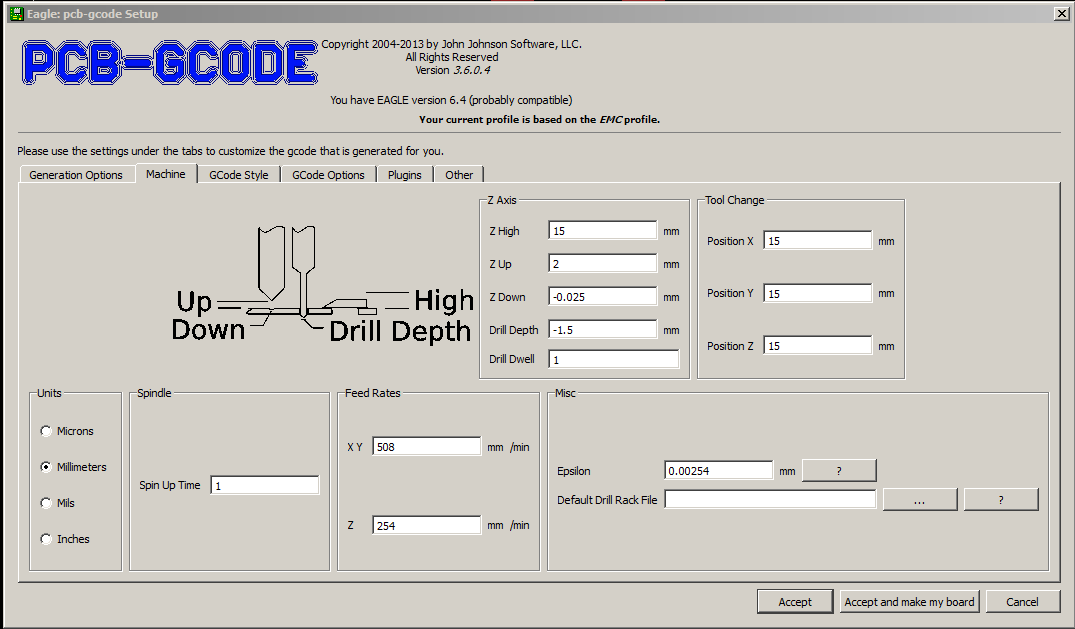 Eagle: pcb-gcode Setup
PCB-GCODE
Copyright 2004-2013 by John Johnson Software, LLC.
All Rights Reserved
Version 3.6.0.4
You have EAGLE version 6.4 (probably compatible)
Your current profile is based on the EMC profile.
Please use the settings under the tabs to customize the gcode that is generated for you.
Generation Options Machine GCode Style GCode Options Plugins Other
Up
Down
High
Drill Depth
Z Axis
Z High 15 mm
Z Up 2 mm
Z Down -0.025 mm
Drill Depth -1.5 mm
Drill Dwell 1
Tool Change
Position X 15 mm
Position Y 15 mm
Position Z 15 mm
Units
Microns
Millimeters
Mils
Inches
Spindle
Spin Up Time 1
Feed Rates
X Y 508 mm /min
Z 254 mm /min
Misc
Epsilon 0.00254 mm ?
Default Drill Rack File ... ?
Accept Accept and make my board Cancel